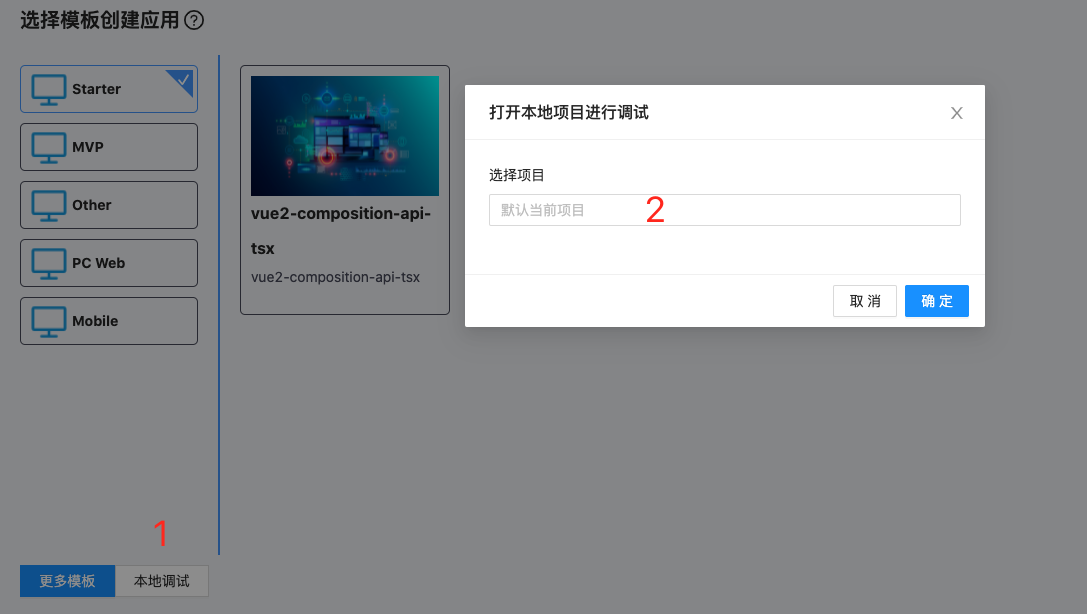 选择模板创建应用?
Starter
MVP
Other
PC Web
Mobile
1
更多模板
本地调试
vue2-composition-api-
tsx
vue2-composition-api-tsx
打开本地项目进行调试
选择项目
默认当前项目
2
取 消
确 定